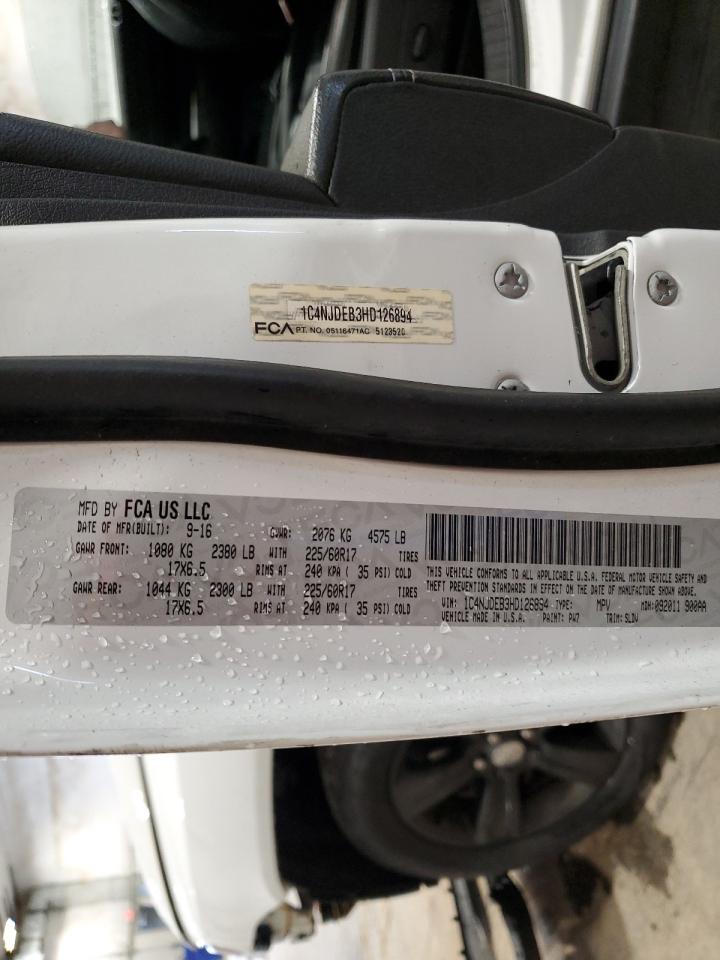 1C4NJDEB3HD126894
FCA P.T. NO. 05116471AC 5123520
MFD BY FCA US LLC
DATE OF MFR(BUILT): 9-16 GVWR: 2076 KG 4575 LB
GAWR FRONT: 1080 KG 2380 LB WITH 225/60R17 TIRES
17X6.5 RIMS AT 240 KPA ( 35 PSI) COLD
GAWR REAR: 1044 KG 2300 LB WITH 225/60R17 TIRES
17X6.5 RIMS AT 240 KPA ( 35 PSI) COLD
THIS VEHICLE CONFORMS TO ALL APPLICABLE U.S.A. FEDERAL MOTOR VEHICLE SAFETY AND
THEFT PREVENTION STANDARDS IN EFFECT ON THE DATE OF MANUFACTURE SHOWN ABOVE.
VIN: 1C4NJDEB3HD126894 TYPE: MPV MDH: 092011 900AA
VEHICLE MADE IN U.S.A. PAINT: PW7 TRIM: SLDV